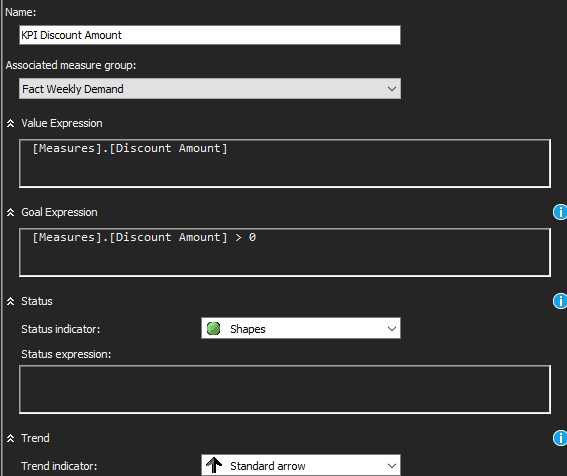 Name:
KPI Discount Amount
Associated measure group:
Fact Weekly Demand
Value Expression
[Measures].[Discount Amount]
Goal Expression
[Measures].[Discount Amount] > 0
Status
Status indicator:
Shapes
Status expression:
Trend
Trend indicator:
Standard arrow